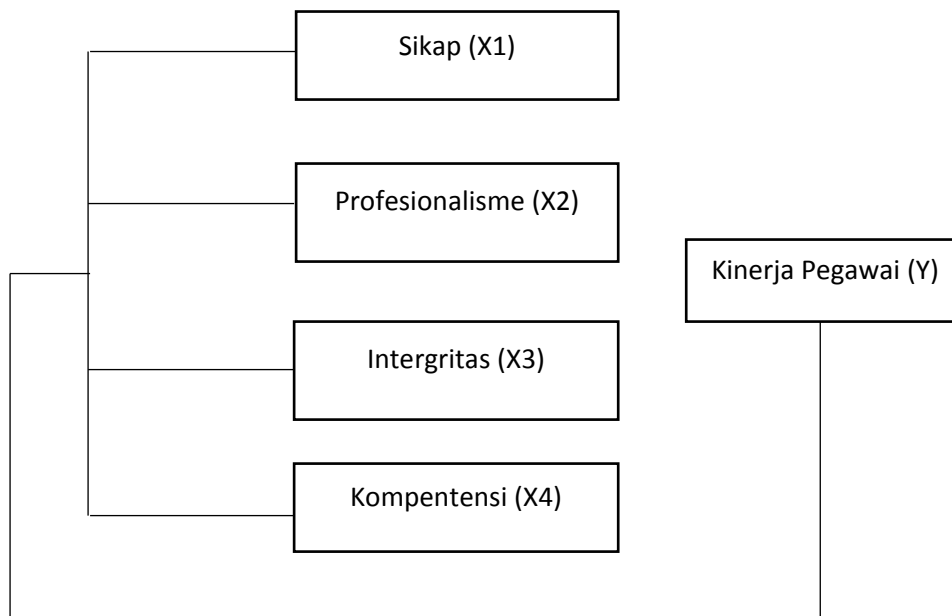 Sikap (X1)
Profesionalisme (X2)
Kinerja Pegawai (Y)
Intergritas (X3)
Kompentensi (X4)